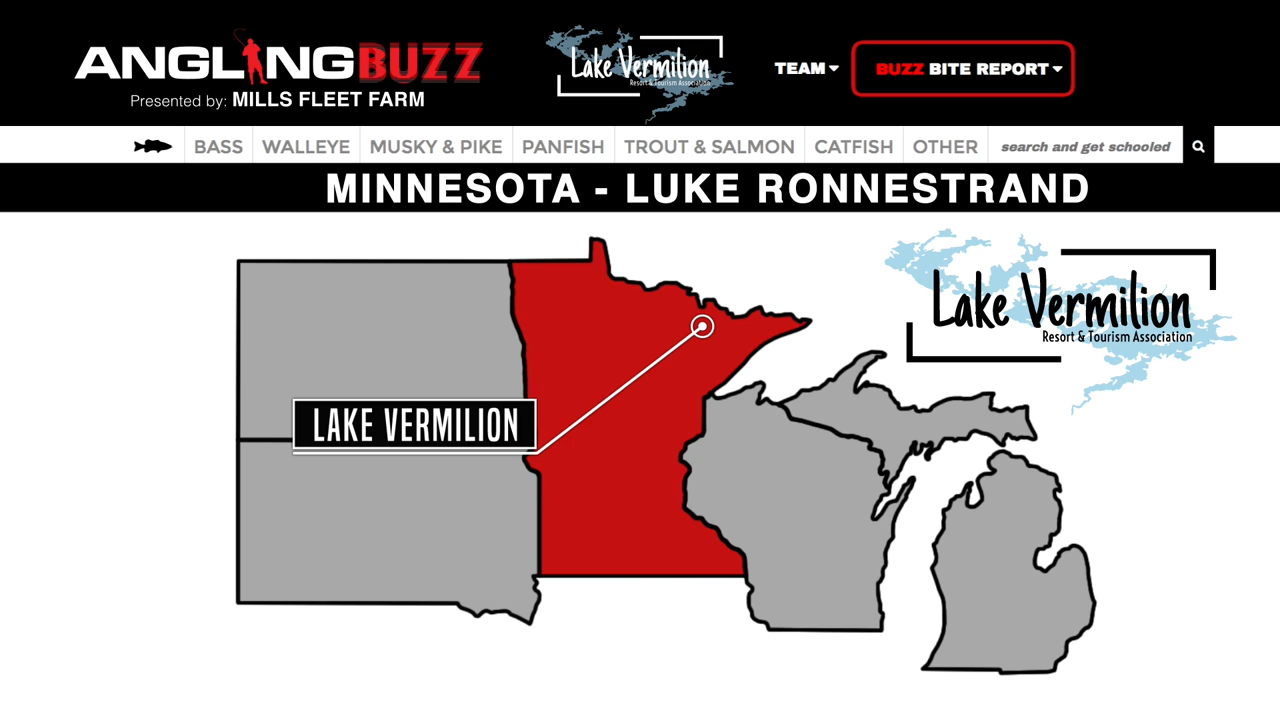 ANGLINGBUZZ
Presented by: MILLS FLEET FARM
Lake Vermilion
Resort & Tourism Association
TEAM
BUZZ BITE REPORT
BASS
WALLEYE
MUSKY & PIKE
PANFISH
TROUT & SALMON
CATFISH
OTHER
search and get schooled
MINNESOTA - LUKE RONNESTRAND
Lake Vermilion
Resort & Tourism Association
LAKE VERMILION